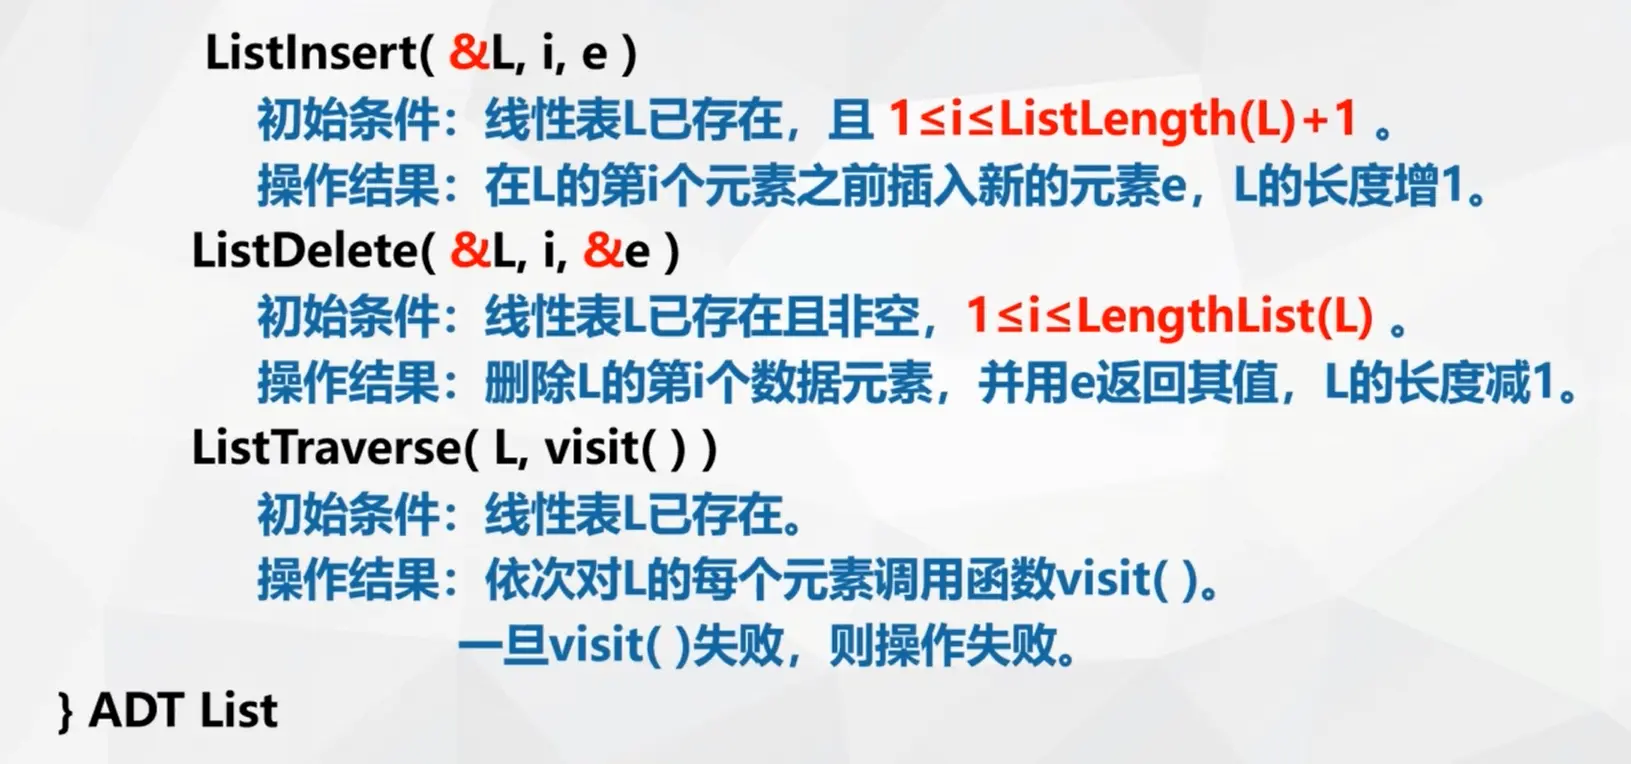 ListInsert( &L, i, e )
初始条件：线性表L已存在，且 1≤i≤ListLength(L)+1 。
操作结果：在L的第i个元素之前插入新的元素e，L的长度增1。
ListDelete( &L, i, &e )
初始条件：线性表L已存在且非空，1≤i≤LengthList(L) 。
操作结果：删除L的第i个数据元素，并用e返回其值，L的长度减1。
ListTraverse( L, visit( ) )
初始条件：线性表L已存在。
操作结果：依次对L的每个元素调用函数visit( )。
一旦visit( )失败，则操作失败。
} ADT List